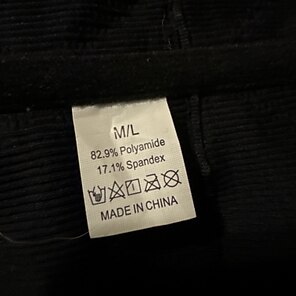 M/L
82.9% Polyamide
17.1% Spandex
MADE IN CHINA